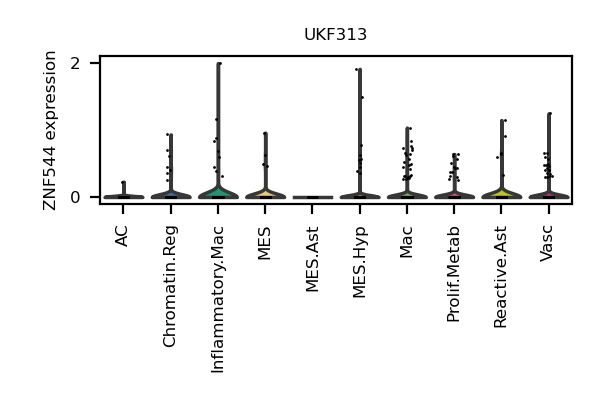 UKF313
ZNF544 expression
2
0
AC
Chromatin.Reg
Inflammatory.Mac
MES
MES.Ast
MES.Hyp
Mac
Prolif.Metab
Reactive.Ast
Vasc